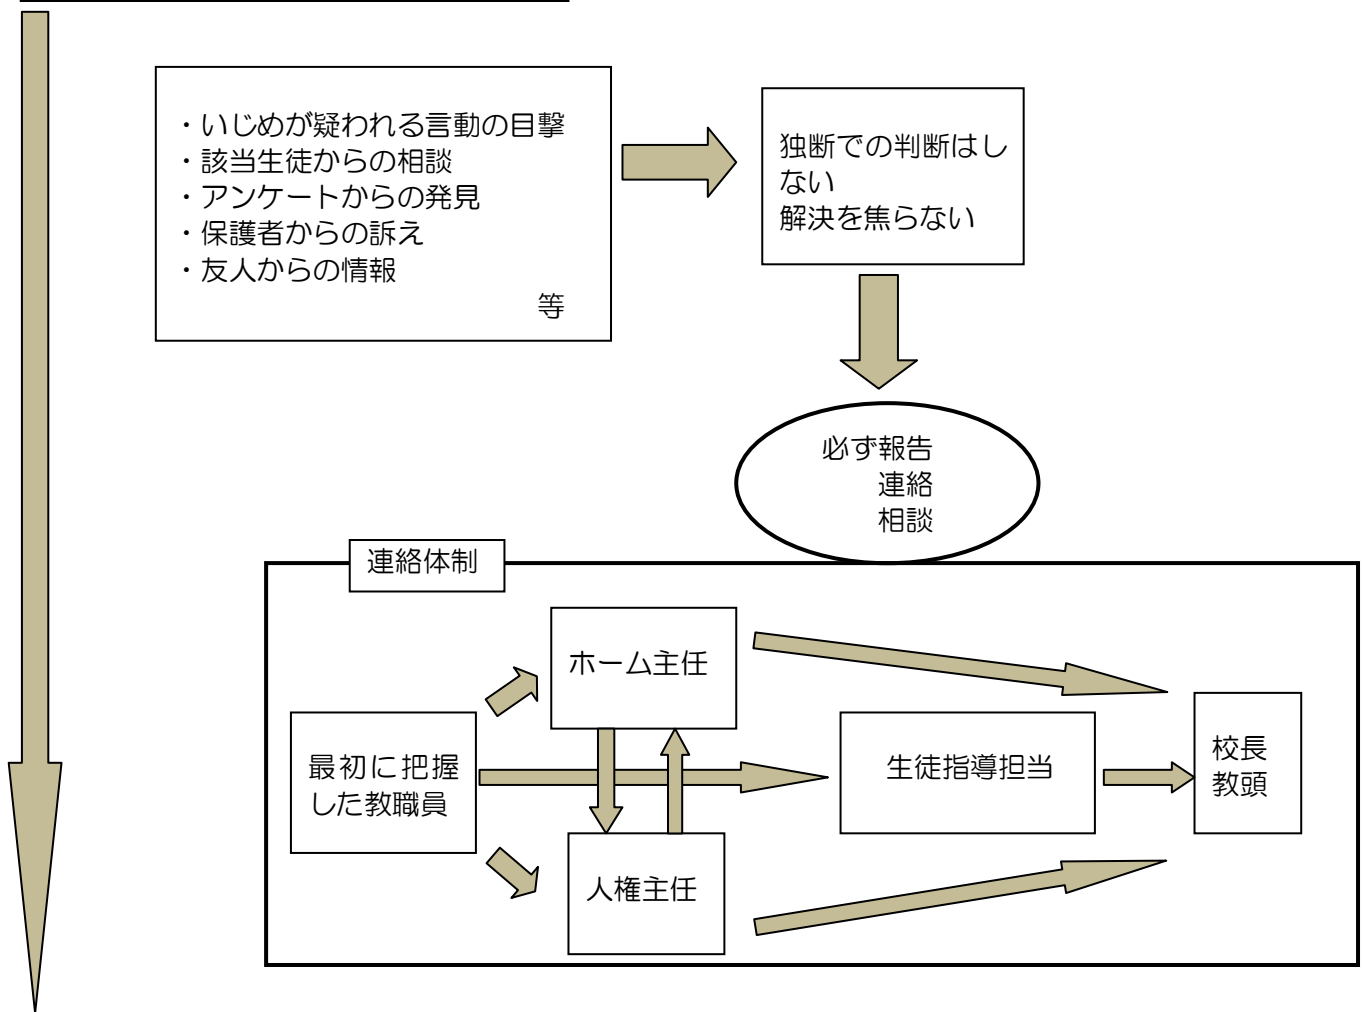 ・いじめが疑われる言動の目撃
・該当生徒からの相談
・アンケートからの発見
・保護者からの訴え
・友人からの情報
等
独断での判断はし
ない
解決を焦らない
必ず報告
連絡
相談
連絡体制
ホーム主任
最初に把握
した教職員
生徒指導担当
校長
教頭
人権主任